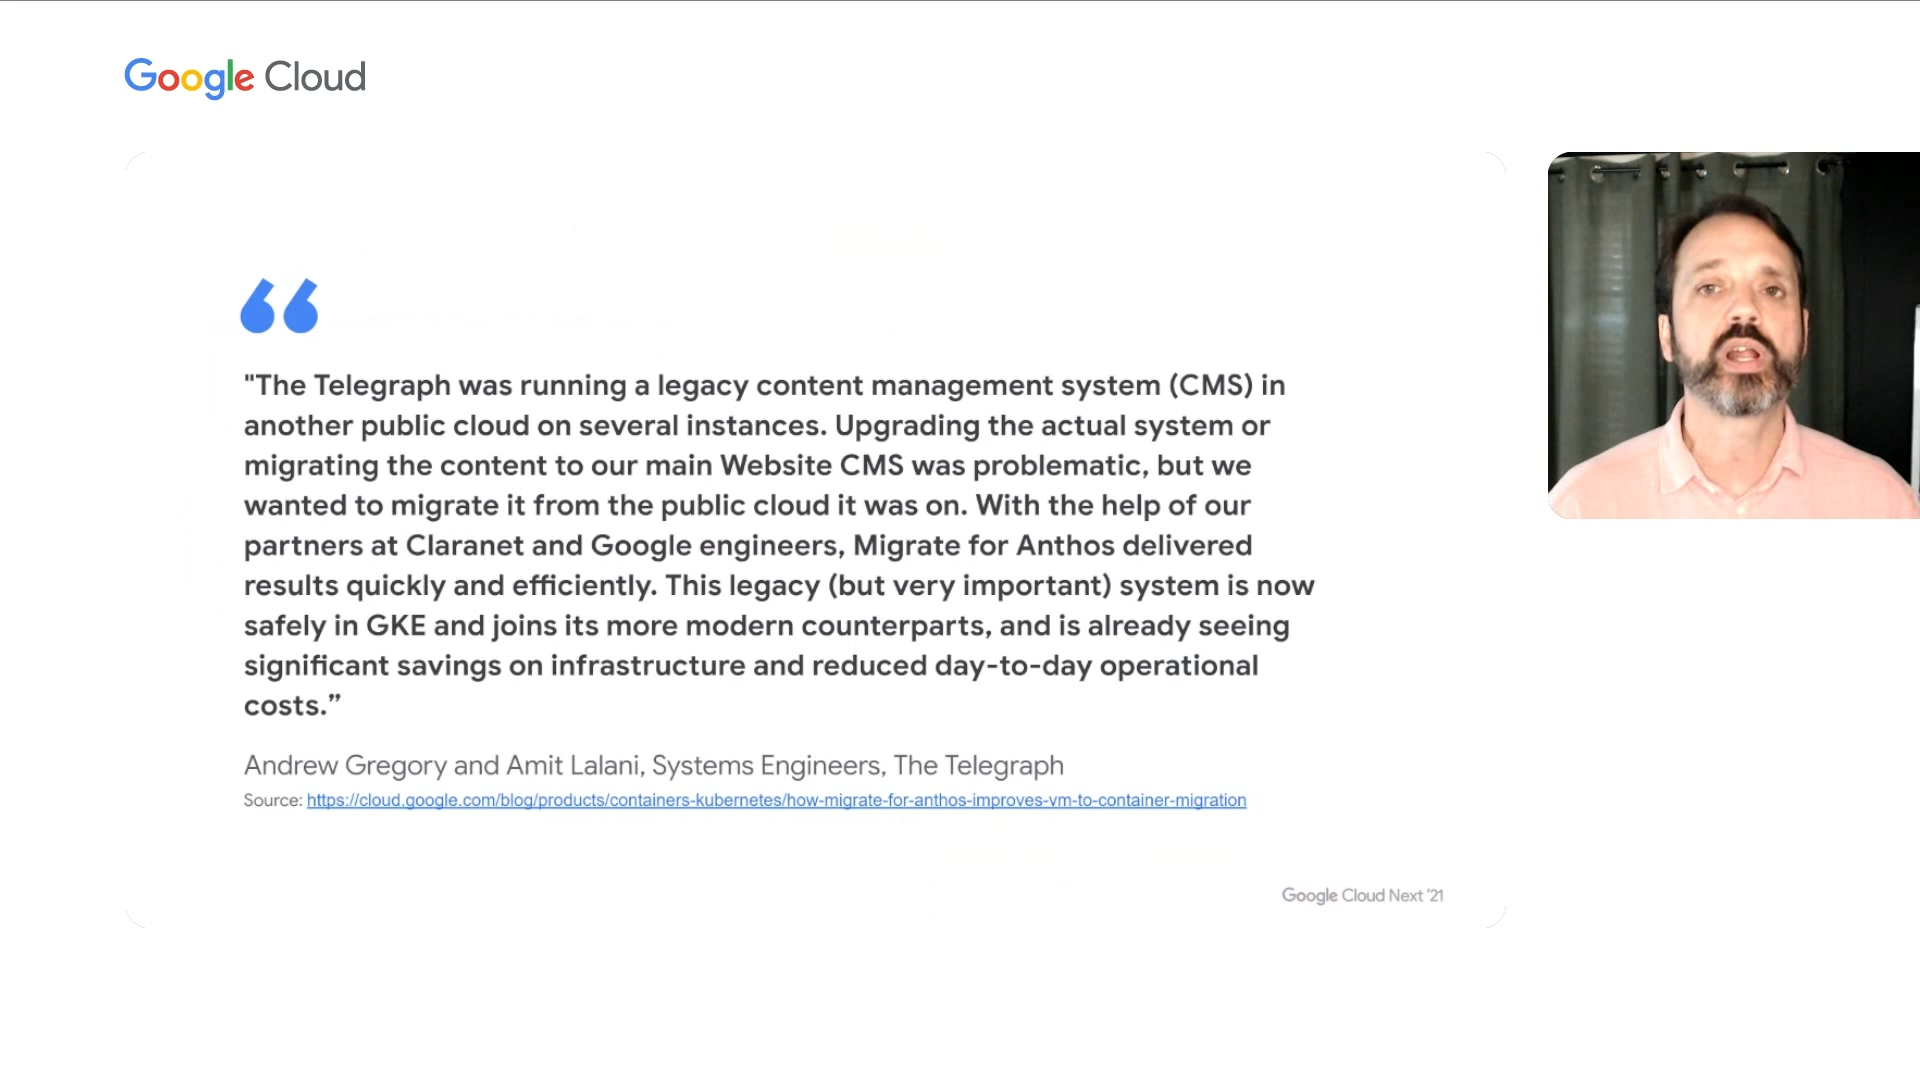 Google Cloud
"The Telegraph was running a legacy content management system (CMS) in
another public cloud on several instances. Upgrading the actual system or
migrating the content to our main Website CMS was problematic, but we
wanted to migrate it from the public cloud it was on. With the help of our
partners at Claranet and Google engineers, Migrate for Anthos delivered
results quickly and efficiently. This legacy (but very important) system is now
safely in GKE and joins its more modern counterparts, and is already seeing
significant savings on infrastructure and reduced day-to-day operational
costs.”
Andrew Gregory and Amit Lalani, Systems Engineers, The Telegraph
Source: https://cloud.google.com/blog/products/containers-kubernetes/how-migrate-for-anthos-improves-vm-to-container-migration
Google Cloud Next '21